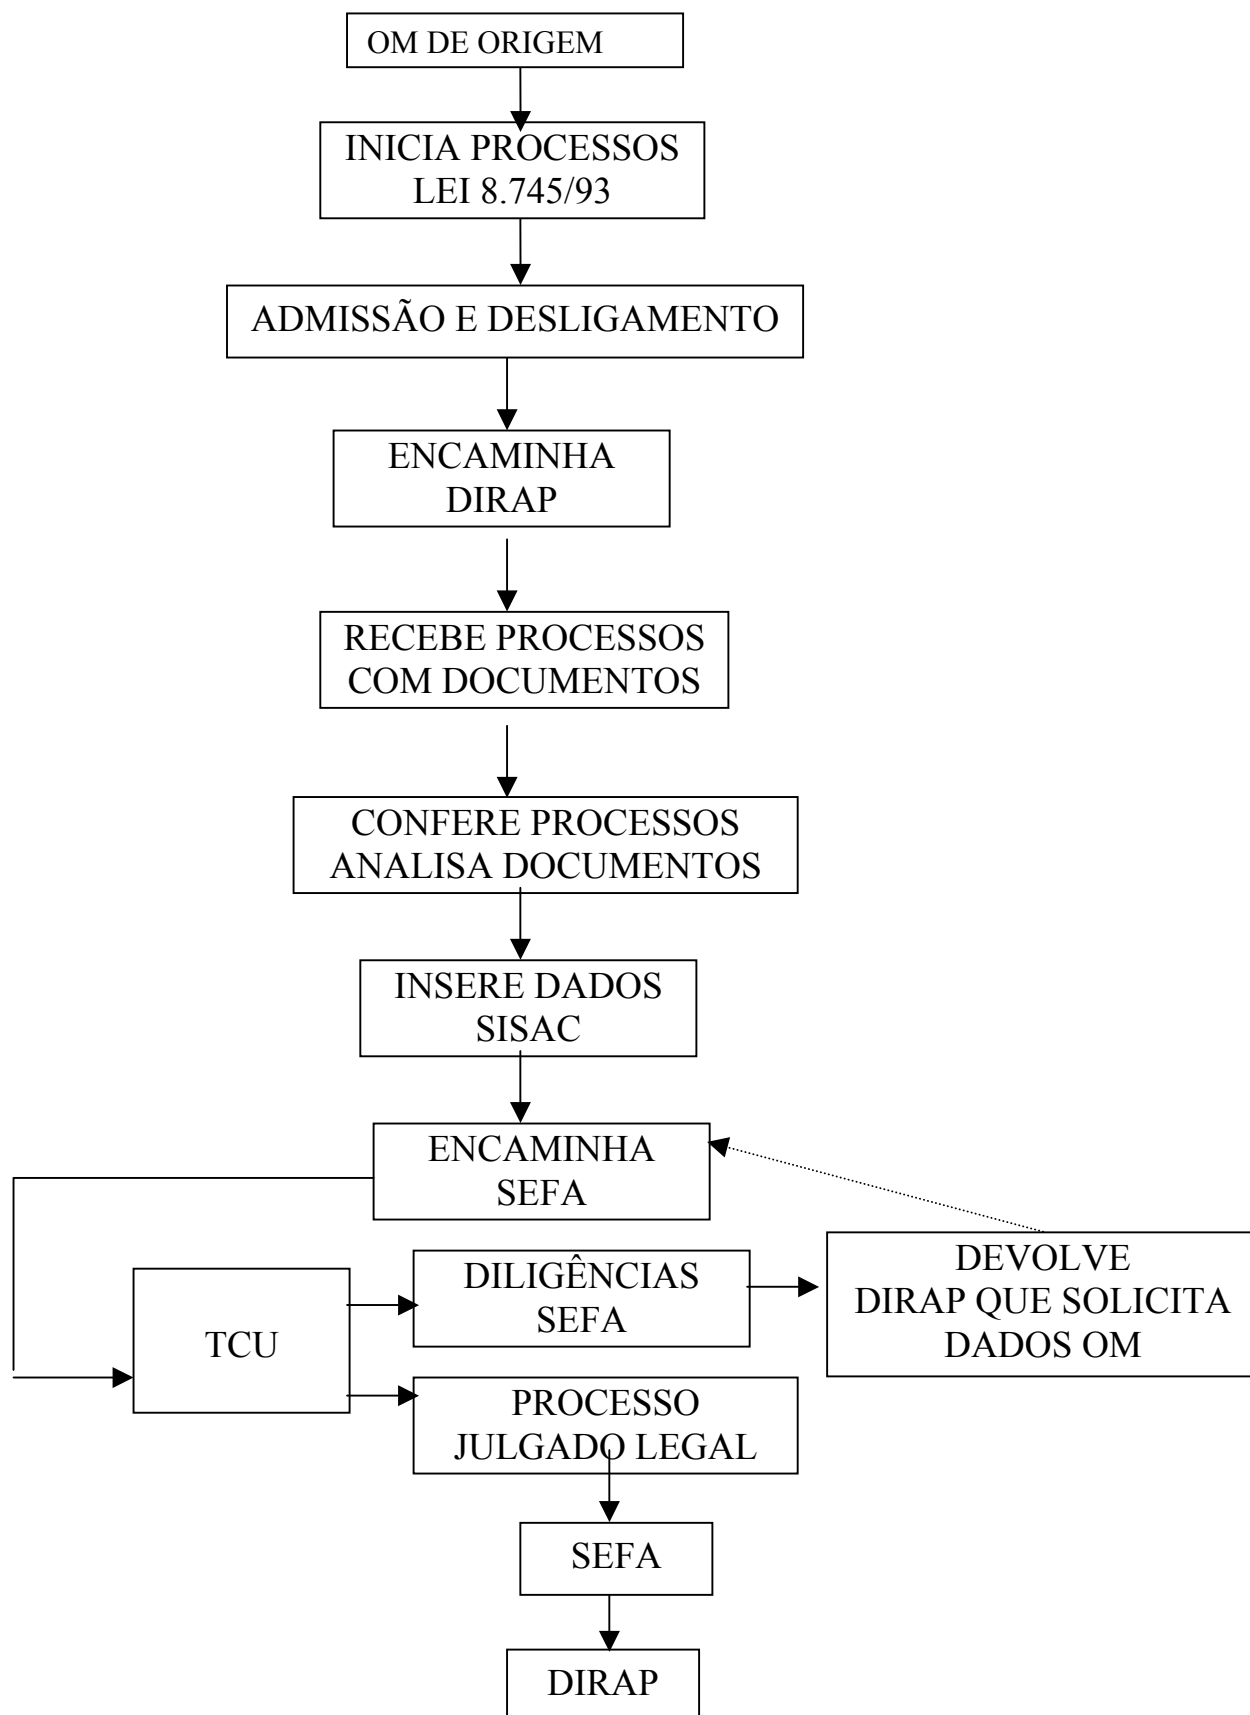 OM DE ORIGEM
INICIA PROCESSOS
LEI 8.745/93
ADMISSÃO E DESLIGAMENTO
ENCAMINHA
DIRAP
RECEBE PROCESSOS
COM DOCUMENTOS
CONFERE PROCESSOS
ANALISA DOCUMENTOS
INSERE DADOS
SISAC
ENCAMINHA
SEFA
TCU
DILIGÊNCIAS
SEFA
DEVOLVE
DIRAP QUE SOLICITA
DADOS OM
PROCESSO
JULGADO LEGAL
SEFA
DIRAP